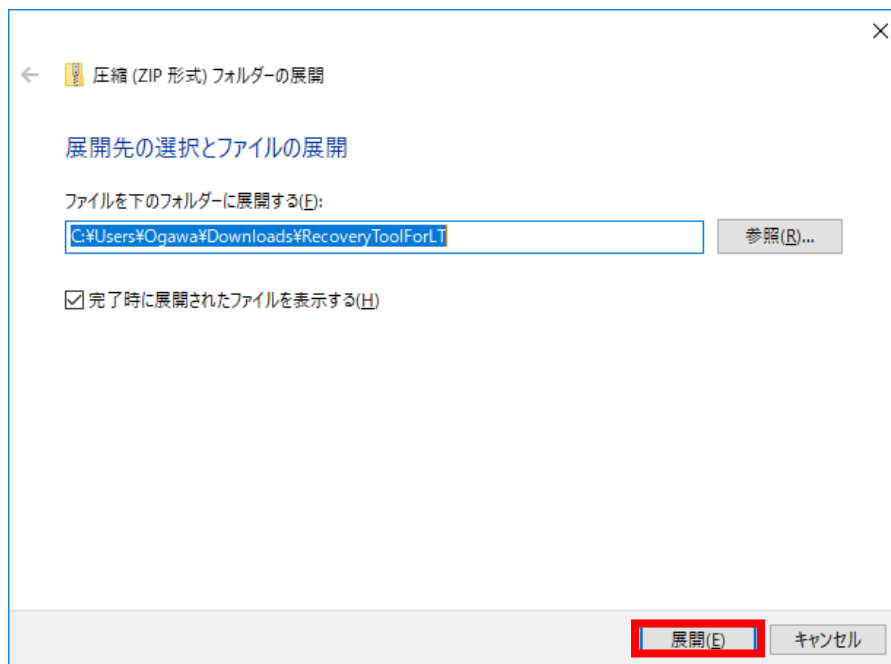 圧縮 (ZIP 形式) フォルダーの展開
展開先の選択とファイルの展開
ファイルを下のフォルダーに展開する(F):
C:¥Users¥Ogawa¥Downloads¥RecoveryToolForLT
参照(R)...
完了時に展開されたファイルを表示する(H)
展開(E)
キャンセル